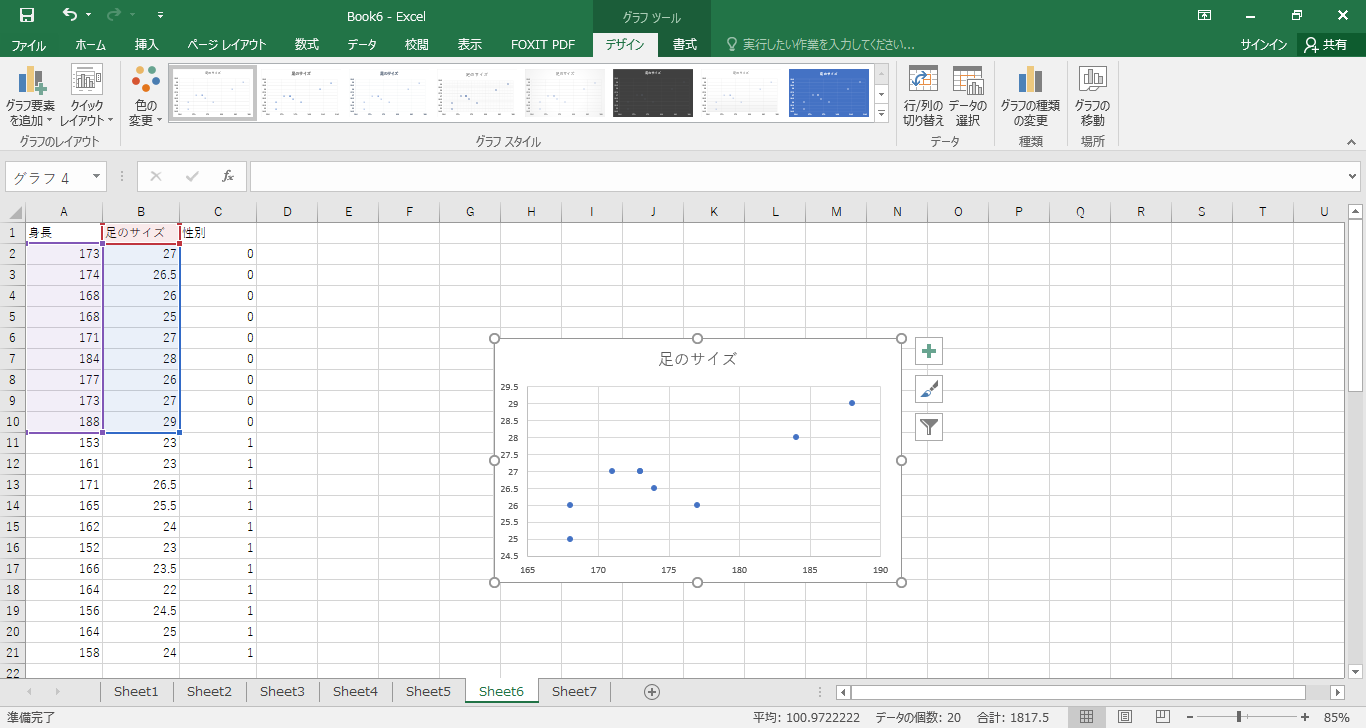 Book6 - Excel
グラフ ツール
ファイル ホーム 挿入 ページ レイアウト 数式 データ 校閲 表示 FOXIT PDF デザイン 書式 実行したい作業を入力してください... サインイン 共有
グラフ要素を追加
クイックレイアウト
色の変更
行/列の切り替え
データの選択
グラフの種類の変更
グラフの移動
グラフのレイアウト グラフ スタイル データ 種類 場所
グラフ 4 fx
A B C D E F G H I J K L M N O P Q R S T U
1 身長 足のサイズ 性別
2 173 27 0
3 174 26.5 0
4 168 26 0
5 168 25 0
6 171 27 0
7 184 28 0
8 177 26 0
9 173 27 0
10 188 29 0
11 153 23 1
12 161 23 1
13 171 26.5 1
14 165 25.5 1
15 162 24 1
16 152 23 1
17 166 23.5 1
18 164 22 1
19 156 24.5 1
20 164 25 1
21 158 24 1
22
足のサイズ
29.5
29
28.5
28
27.5
27
26.5
26
25.5
25
24.5
165 170 175 180 185 190
Sheet1 Sheet2 Sheet3 Sheet4 Sheet5 Sheet6 Sheet7
準備完了 平均: 100.9722222 データの個数: 20 合計: 1817.5 85%